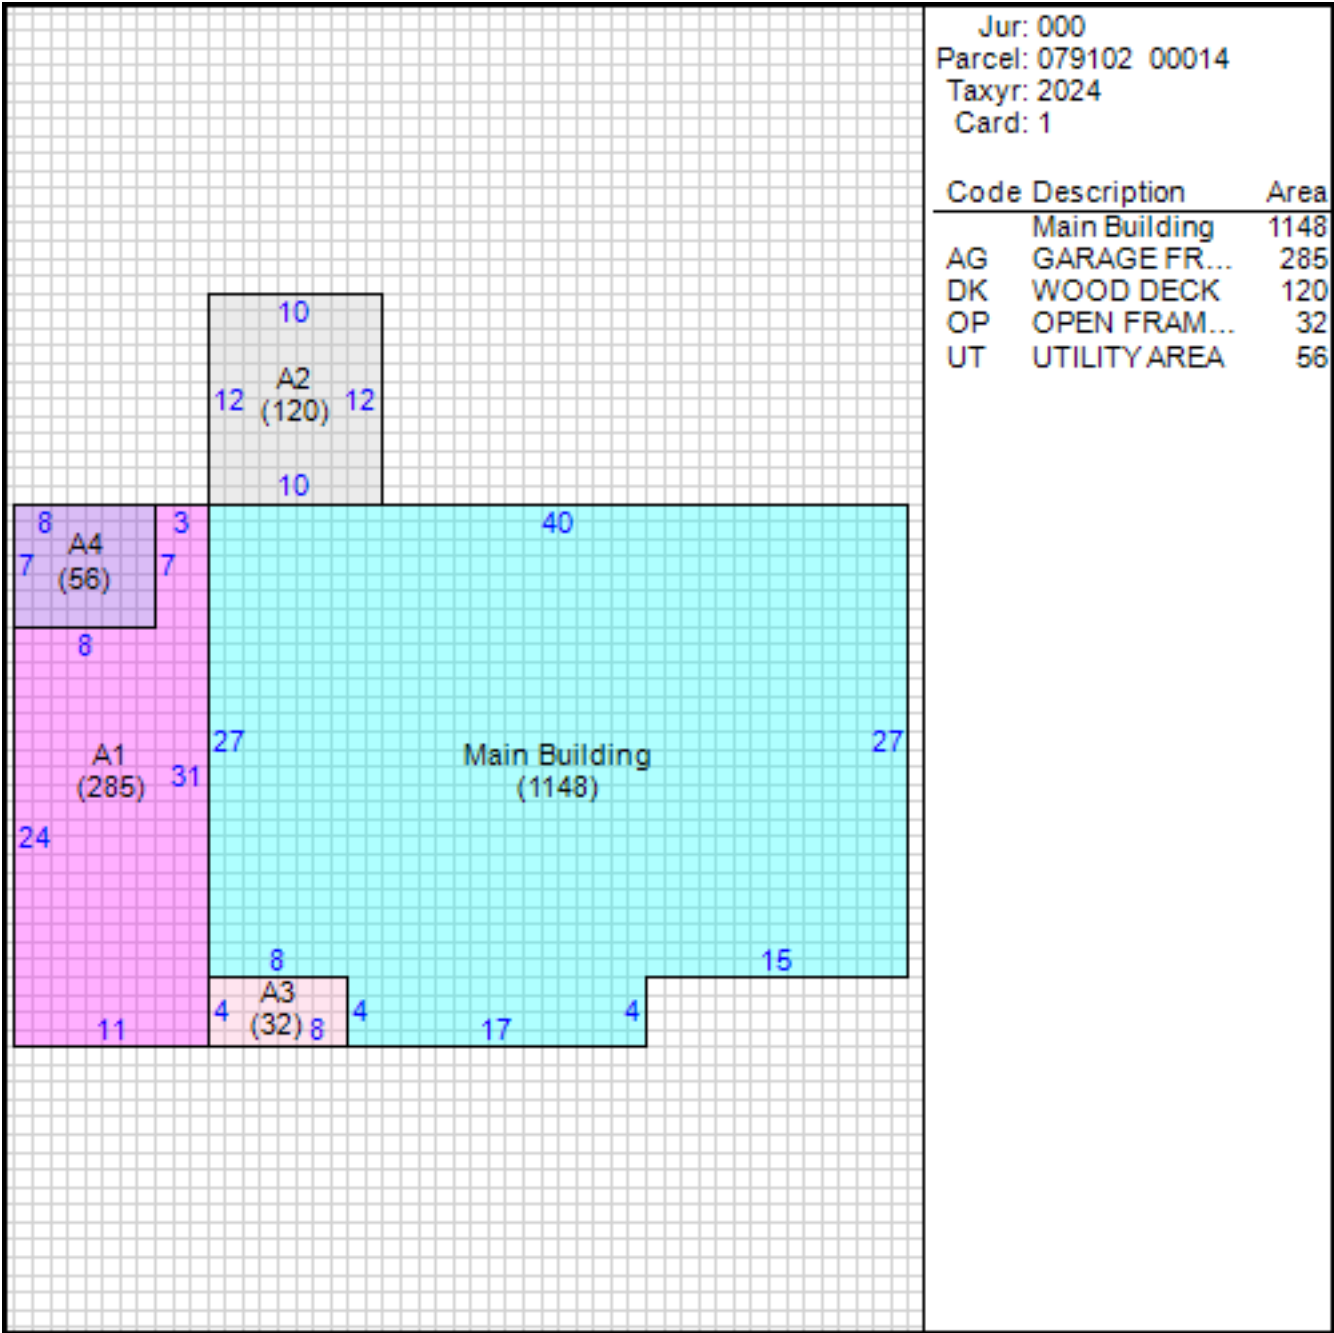 Jur: 000
Parcel: 079102 00014
Taxyr: 2024
Card: 1
Code Description Area
Main Building 1148
AG GARAGE FR... 285
DK WOOD DECK 120
OP OPEN FRAM... 32
UT UTILITY AREA 56
10
A2
12 (120) 12
10
8 3 40
A4
7 (56) 7
8
27 Main Building 27
(1148)
A1
(285) 31
24
8 15
A3
4 (32) 8 4 4
11 17